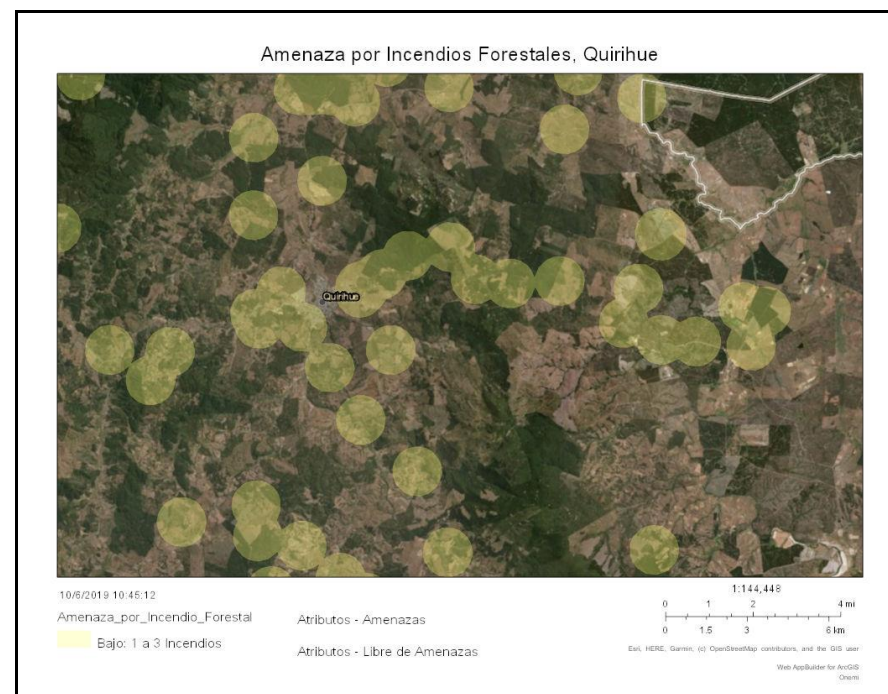 Amenaza por Incendios Forestales, Quirihue
Quirihue
10/6/2019 10:45:12
Amenaza_por_Incendio_Forestal
Bajo: 1 a 3 Incendios
Atributos - Amenazas
Atributos - Libre de Amenazas
1:144,448
0 1 2 4 mi
0 1.5 3 6 km
Esri, HERE, Garmin, (c) OpenStreetMap contributors, and the GIS user
Web AppBuilder for ArcGIS
Onemi